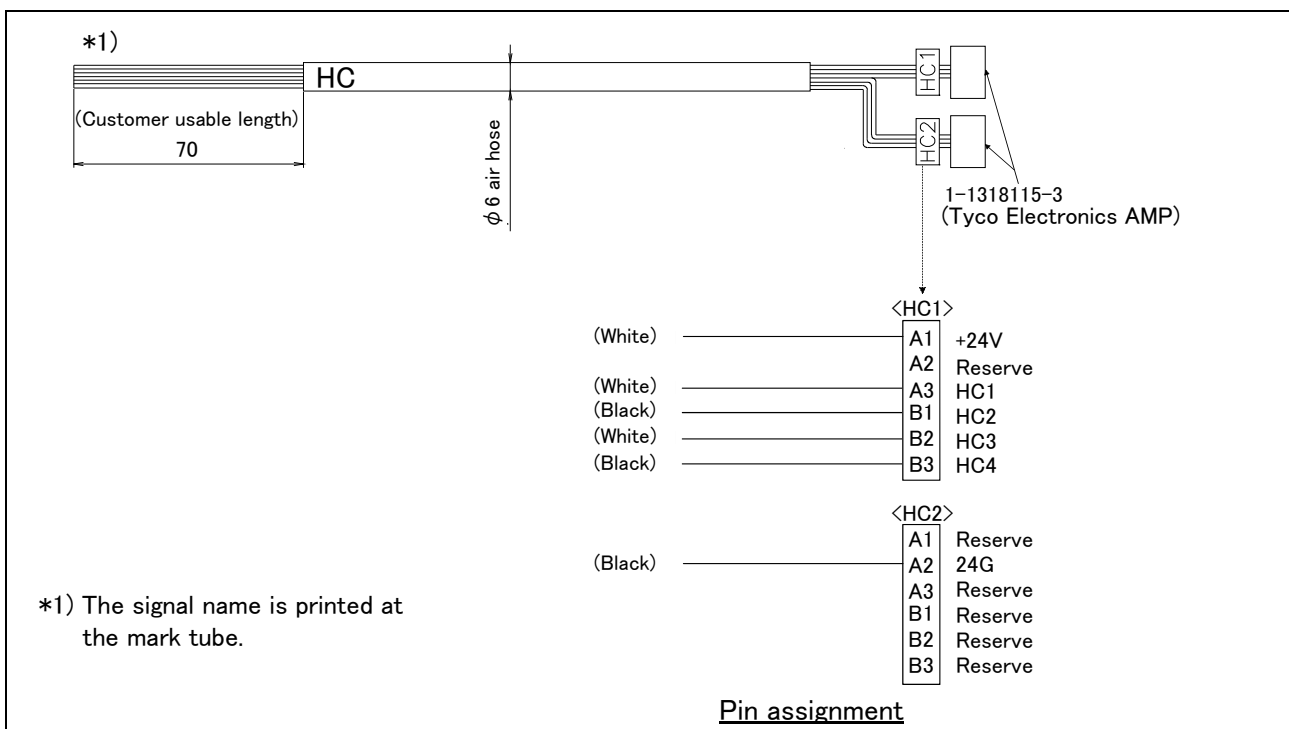 *1)
HC
HC1
(Customer usable length)
70
φ6 air hose
HC2
1-1318115-3
(Tyco Electronics AMP)
<HC1>
(White) A1 +24V
A2 Reserve
(White) A3 HC1
(Black) B1 HC2
(White) B2 HC3
(Black) B3 HC4
<HC2>
A1 Reserve
(Black) A2 24G
A3 Reserve
B1 Reserve
B2 Reserve
B3 Reserve
*1) The signal name is printed at
the mark tube.
Pin assignment